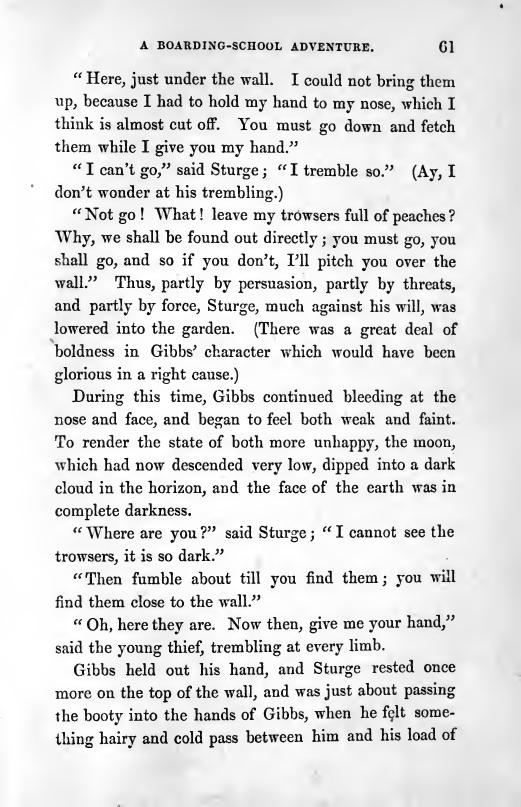 A BOARDING-SCHOOL ADVENTURE. 61
“Here, just under the wall. I could not bring them
up, because I had to hold my hand to my nose, which I
think is almost cut off. You must go down and fetch
them while I give you my hand.”
“I can’t go,” said Sturge; “I tremble so.” (Ay, I
don’t wonder at his trembling.)
“Not go! What! leave my trowsers full of peaches?
Why, we shall be found out directly; you must go, you
shall go, and so if you don’t, I’ll pitch you over the
wall.” Thus, partly by persuasion, partly by threats,
and partly by force, Sturge, much against his will, was
lowered into the garden. (There was a great deal of
boldness in Gibbs’ character which would have been
glorious in a right cause.)
During this time, Gibbs continued bleeding at the
nose and face, and began to feel both weak and faint.
To render the state of both more unhappy, the moon,
which had now descended very low, dipped into a dark
cloud in the horizon, and the face of the earth was in
complete darkness.
“Where are you?” said Sturge; “I cannot see the
trowsers, it is so dark.”
“Then fumble about till you find them; you will
find them close to the wall.”
“Oh, here they are. Now then, give me your hand,”
said the young thief, trembling at every limb.
Gibbs held out his hand, and Sturge rested once
more on the top of the wall, and was just about passing
the booty into the hands of Gibbs, when he felt some-
thing hairy and cold pass between him and his load of